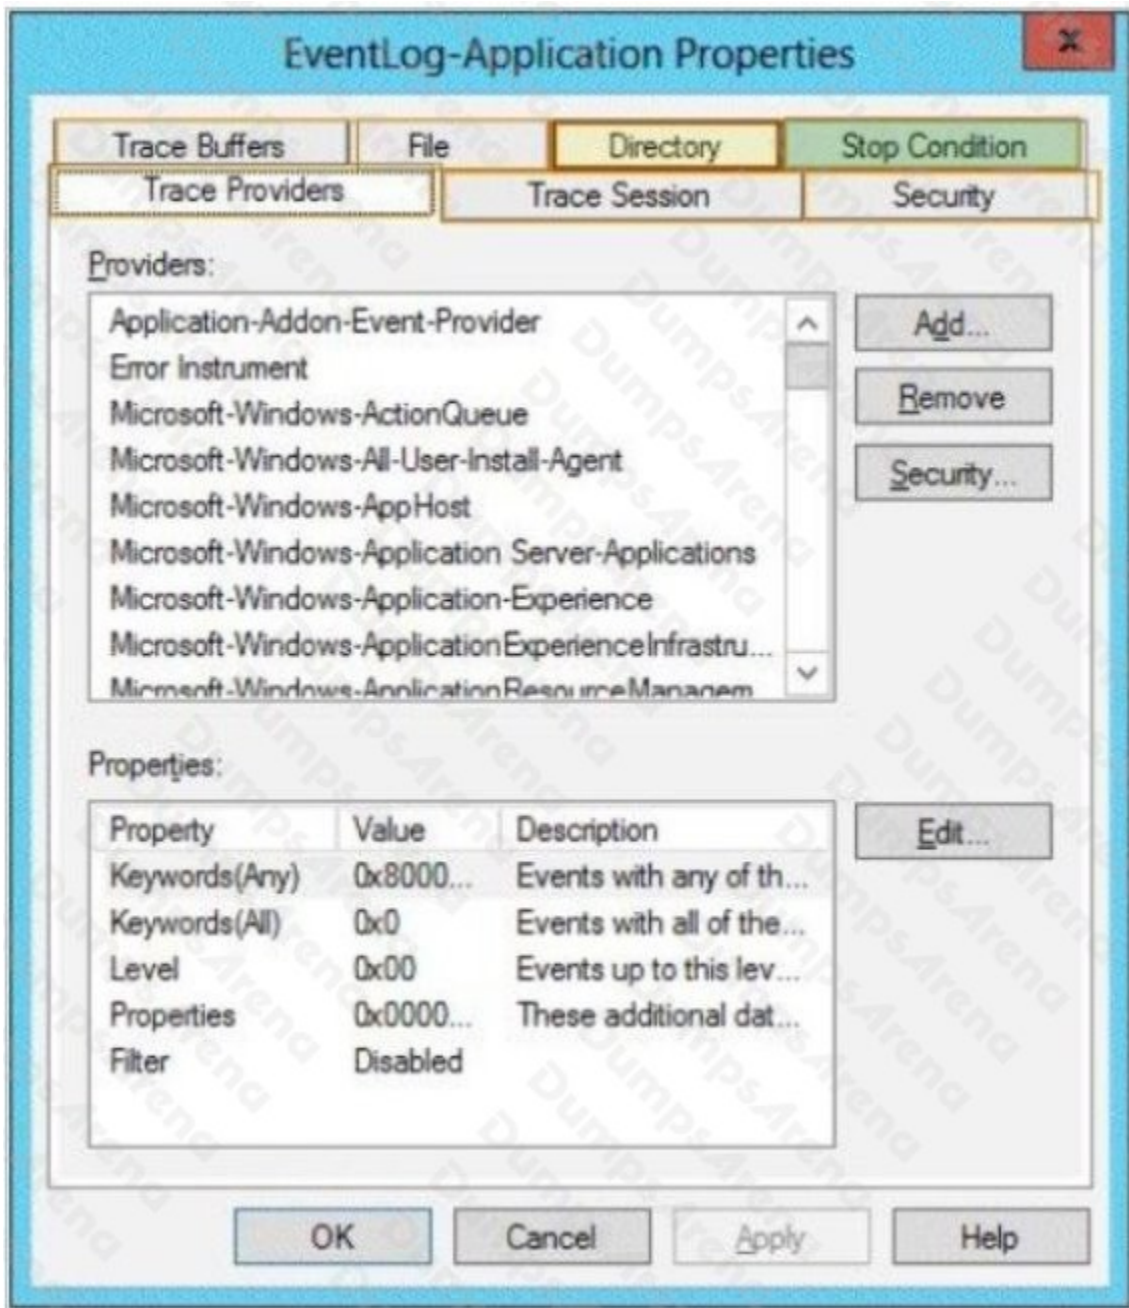 EventLog-Application Properties
x
Trace Buffers File Directory Stop Condition
Trace Providers Trace Session Security
Providers:
Application-Addon-Event-Provider
Error Instrument
Microsoft-Windows-ActionQueue
Microsoft-Windows-All-User-Install-Agent
Microsoft-Windows-AppHost
Microsoft-Windows-Application Server-Applications
Microsoft-Windows-Application-Experience
Microsoft-Windows-ApplicationExperienceInfrastru...
Microsoft-Windows-ApplicationResourceManagem
Add...
Remove
Security...
Properties:
Property Value Description
Keywords(Any) 0x8000... Events with any of th...
Keywords(All) 0x0 Events with all of the...
Level 0x00 Events up to this lev...
Properties 0x0000... These additional dat...
Filter Disabled
Edit...
OK Cancel Apply Help
DumpsArena